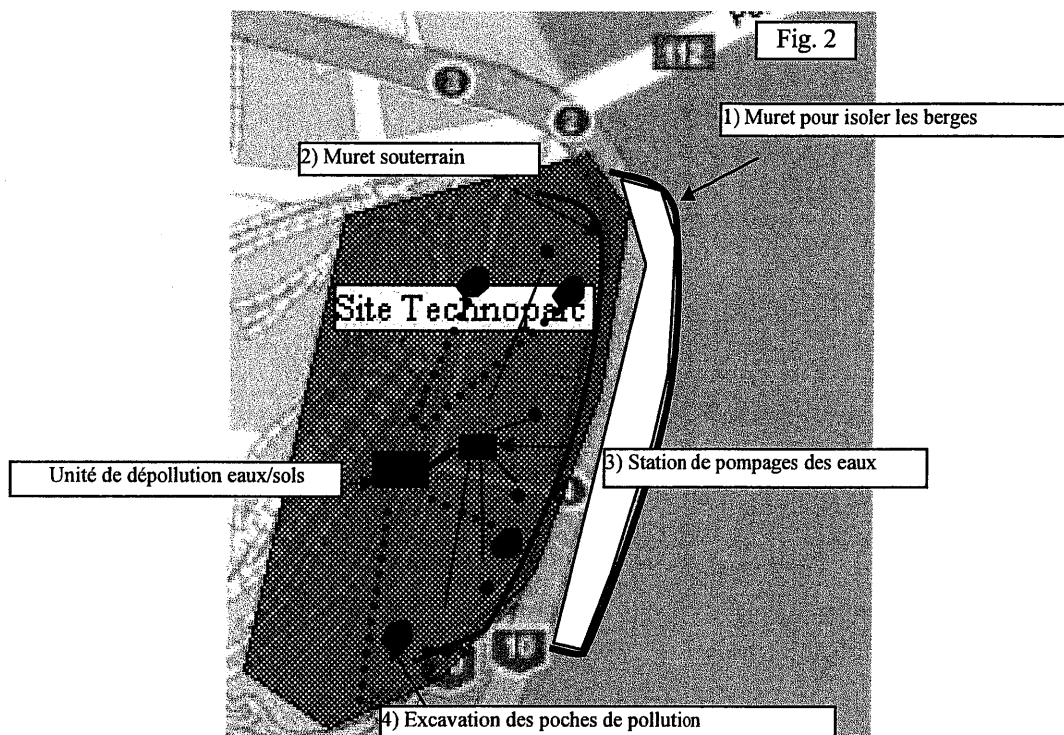 Fig. 2
1) Muret pour isoler les berges
2) Muret souterrain
Site Technoparc
3) Station de pompages des eaux
Unité de dépollution eaux/sols
15
4) Excavation des poches de pollution